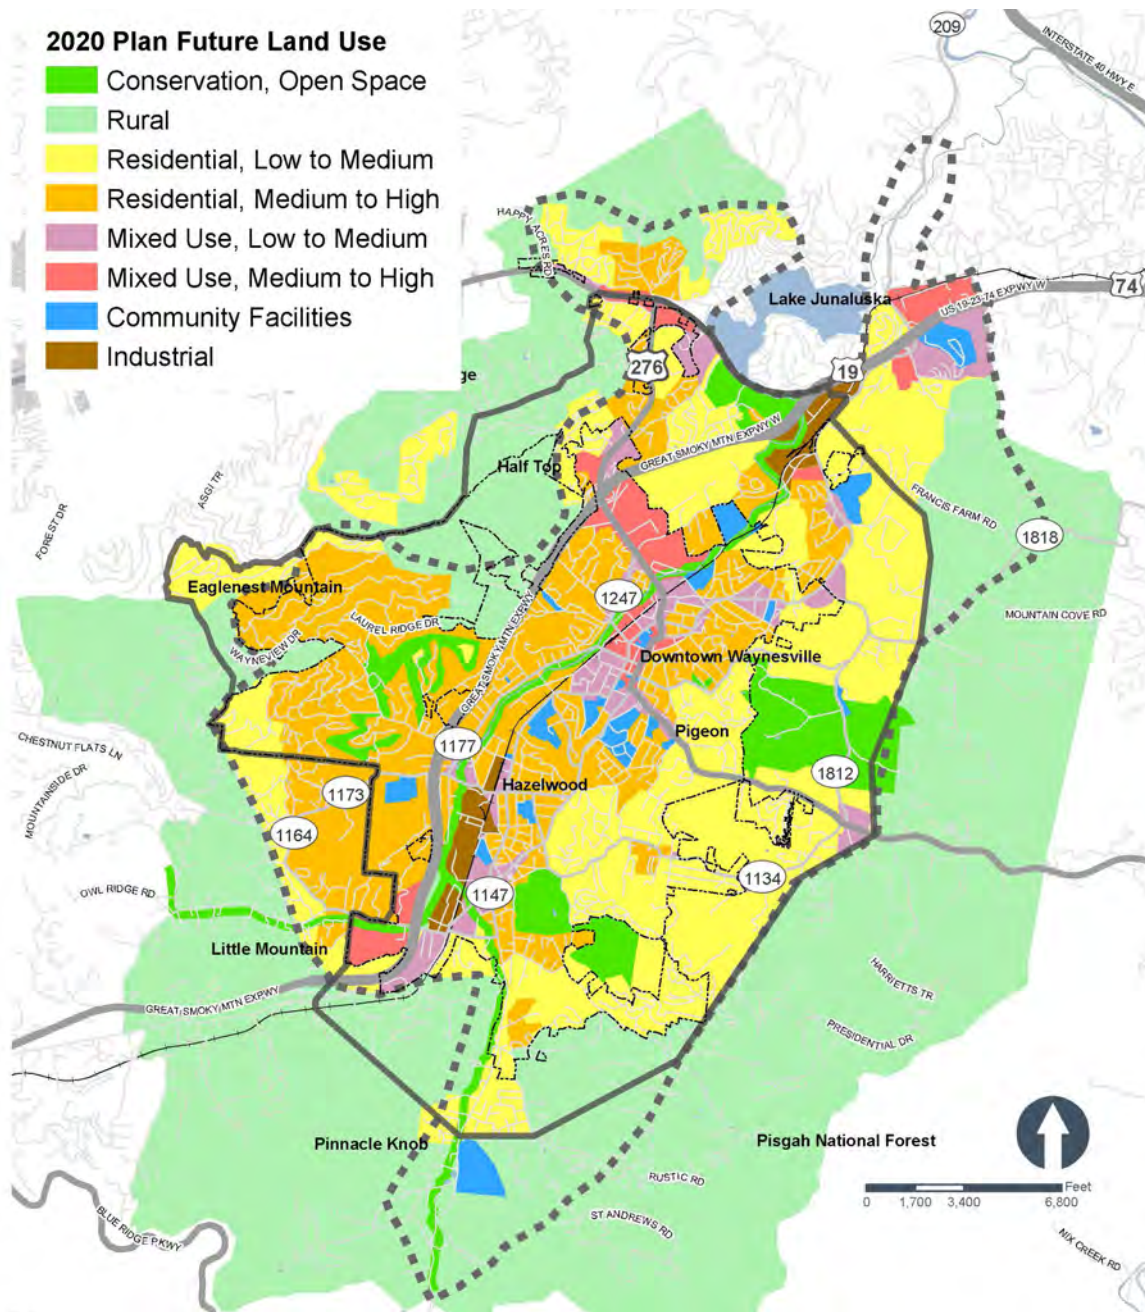 2020 Plan Future Land Use
Conservation, Open Space
Rural
Residential, Low to Medium
Residential, Medium to High
Mixed Use, Low to Medium
Mixed Use, Medium to High
Community Facilities
Industrial
209
INTERSTATE 40 HWY E
HAPPY ACRES RD
Lake Junaluska
US 19-23-74 EXPWY W
74
276
19
GREAT SMOKY MTN EXPWY W
Half Top
ASGI TR
FOREST DR
FRANCIS FARM RD
1818
Eaglenest Mountain
1247
MOUNTAIN COVE RD
LAUREL RIDGE DR
WAYNEVIEW DR
GREAT SMOKY MTN EXPWY
Downtown Waynesville
Pigeon
CHESTNUT FLATS LN
1177
MOUNTAINSIDE DR
1173
Hazelwood
1812
1164
1134
OWL RIDGE RD
1147
Little Mountain
HARRIETTS TR
GREAT SMOKY MTN EXPWY
PRESIDENTIAL DR
Pinnacle Knob
Pisgah National Forest
RUSTIC RD
Feet
0 1,700 3,400 6,800
BLUE RIDGE PKWY
ST ANDREWS RD
NIX CREEK RD